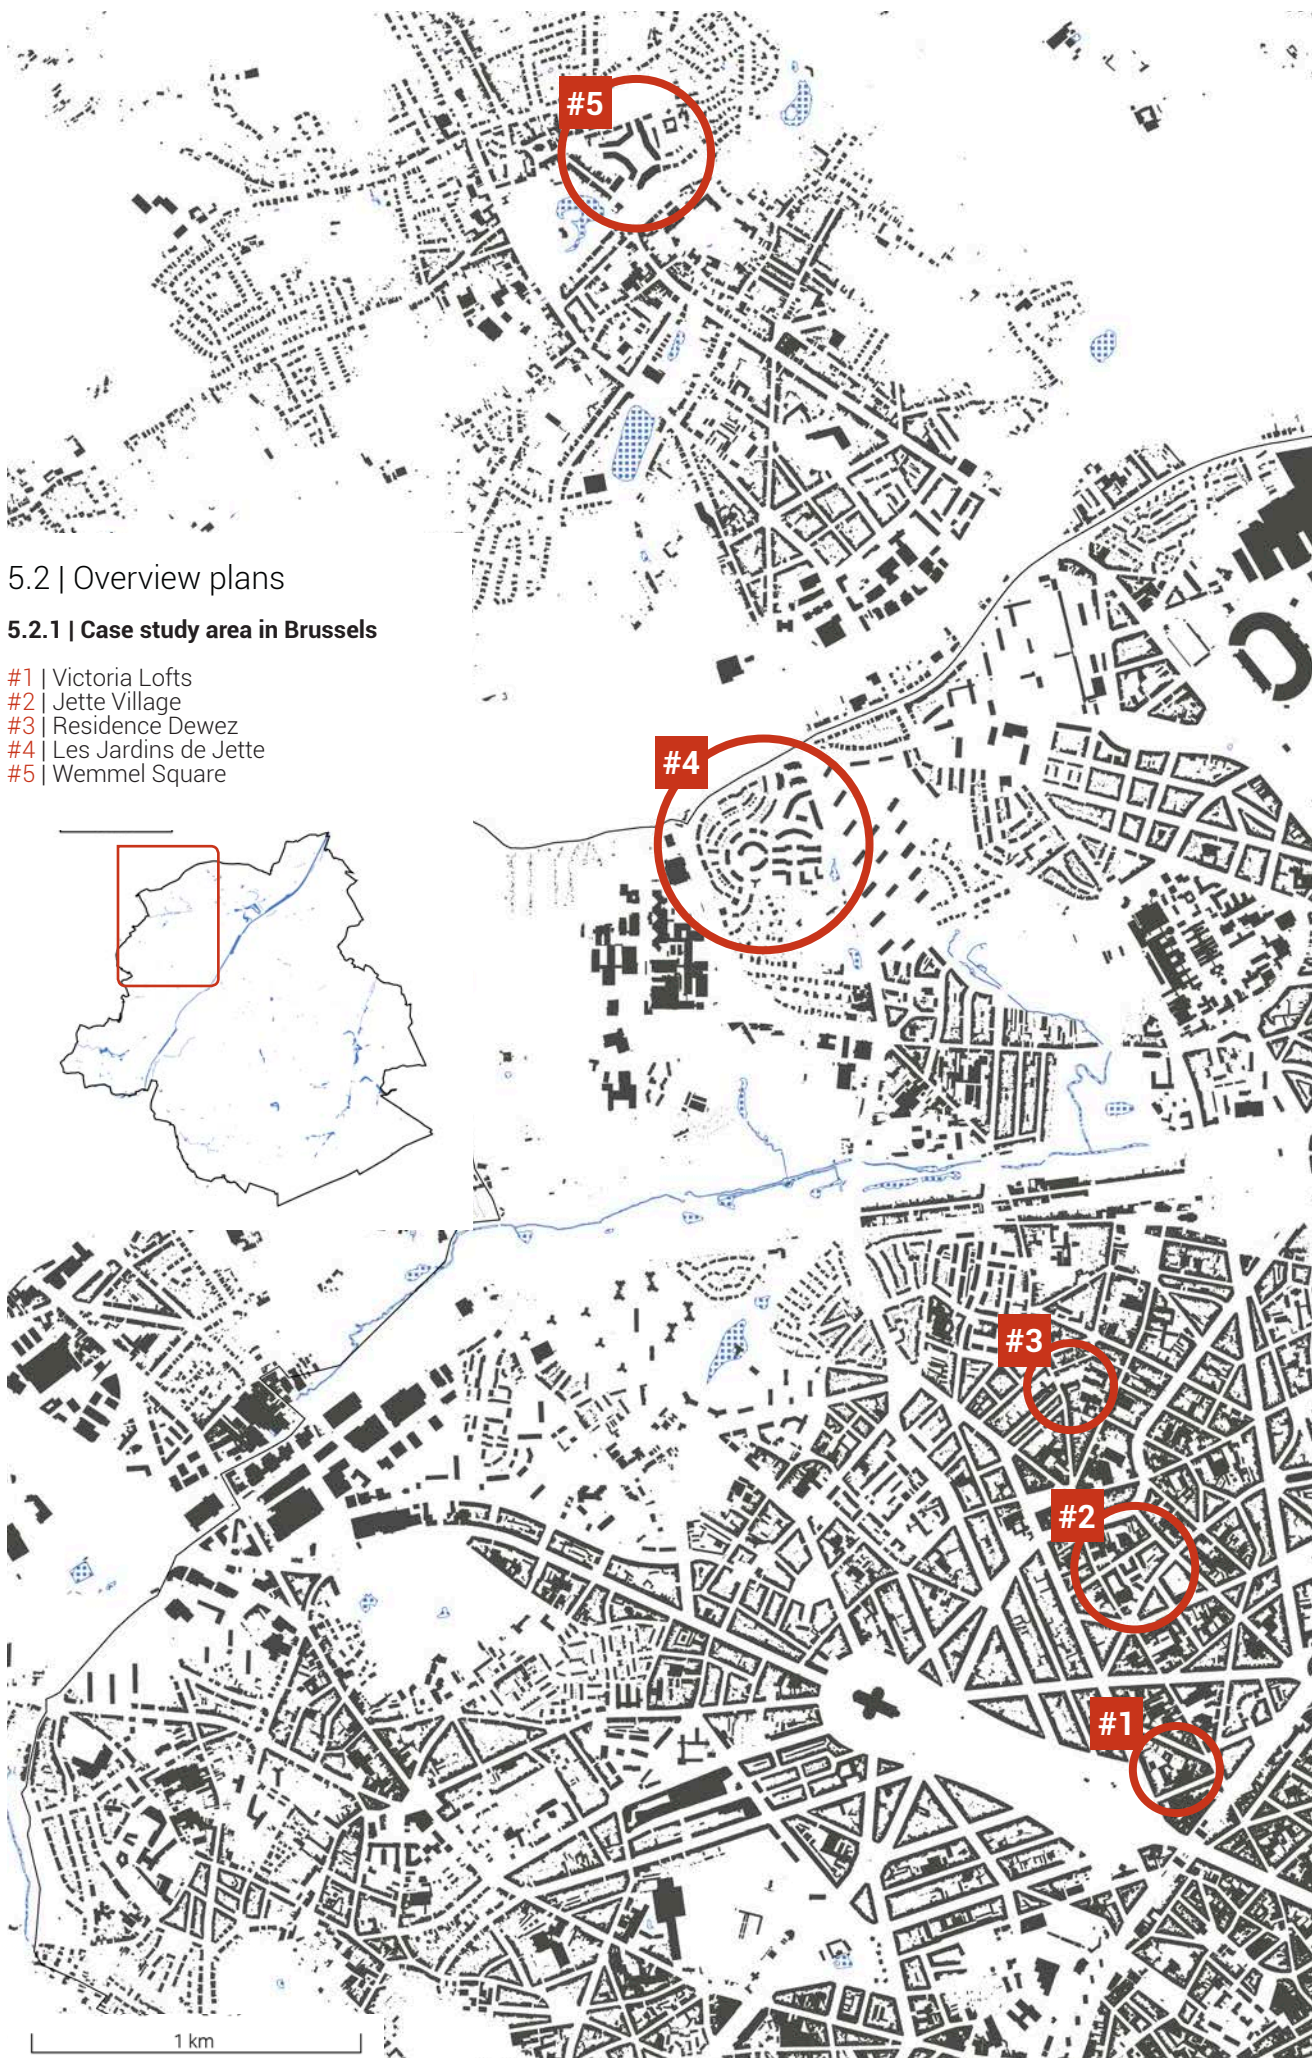 #5
5.2 | Overview plans
5.2.1 | Case study area in Brussels
#1 | Victoria Lofts
#2 | Jette Village
#3 | Residence Dewez
#4 | Les Jardins de Jette
#5 | Wemmel Square
#4
#3
#2
#1
1 km